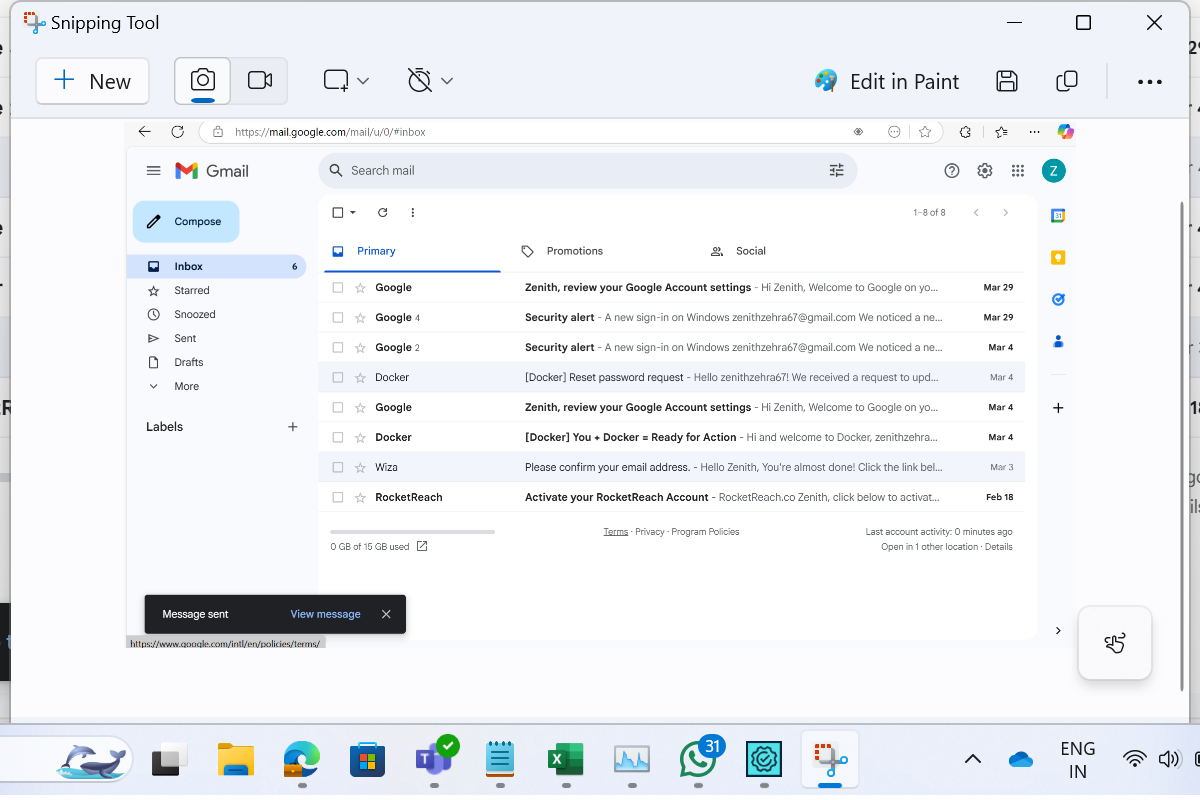 Snipping Tool
New
Edit in Paint
https://mail.google.com/mail/u/0/#inbox
Gmail
Search mail
Z
Compose
1–8 of 8
31
Primary
Promotions
Social
Inbox 6
Starred
Snoozed
Sent
Drafts
More
Labels
Google Zenith, review your Google Account settings - Hi Zenith, Welcome to Google on yo... Mar 29
Google 4 Security alert - A new sign-in on Windows zenithzehra67@gmail.com We noticed a ne... Mar 29
Google 2 Security alert - A new sign-in on Windows zenithzehra67@gmail.com We noticed a ne... Mar 4
Docker [Docker] Reset password request - Hello zenithzehra67! We received a request to upd... Mar 4
Google Zenith, review your Google Account settings - Hi Zenith, Welcome to Google on yo... Mar 4
Docker [Docker] You + Docker = Ready for Action - Hi and welcome to Docker, zenithzehra... Mar 4
Wiza Please confirm your email address. - Hello Zenith, You're almost done! Click the link bel... Mar 3
RocketReach Activate your RocketReach Account - RocketReach.co Zenith, click below to activat... Feb 18
0 GB of 15 GB used
Terms · Privacy · Program Policies
Last account activity: 0 minutes ago
Open in 1 other location · Details
Message sent View message
https://www.google.com/intl/en/policies/terms/
31
ENG
IN